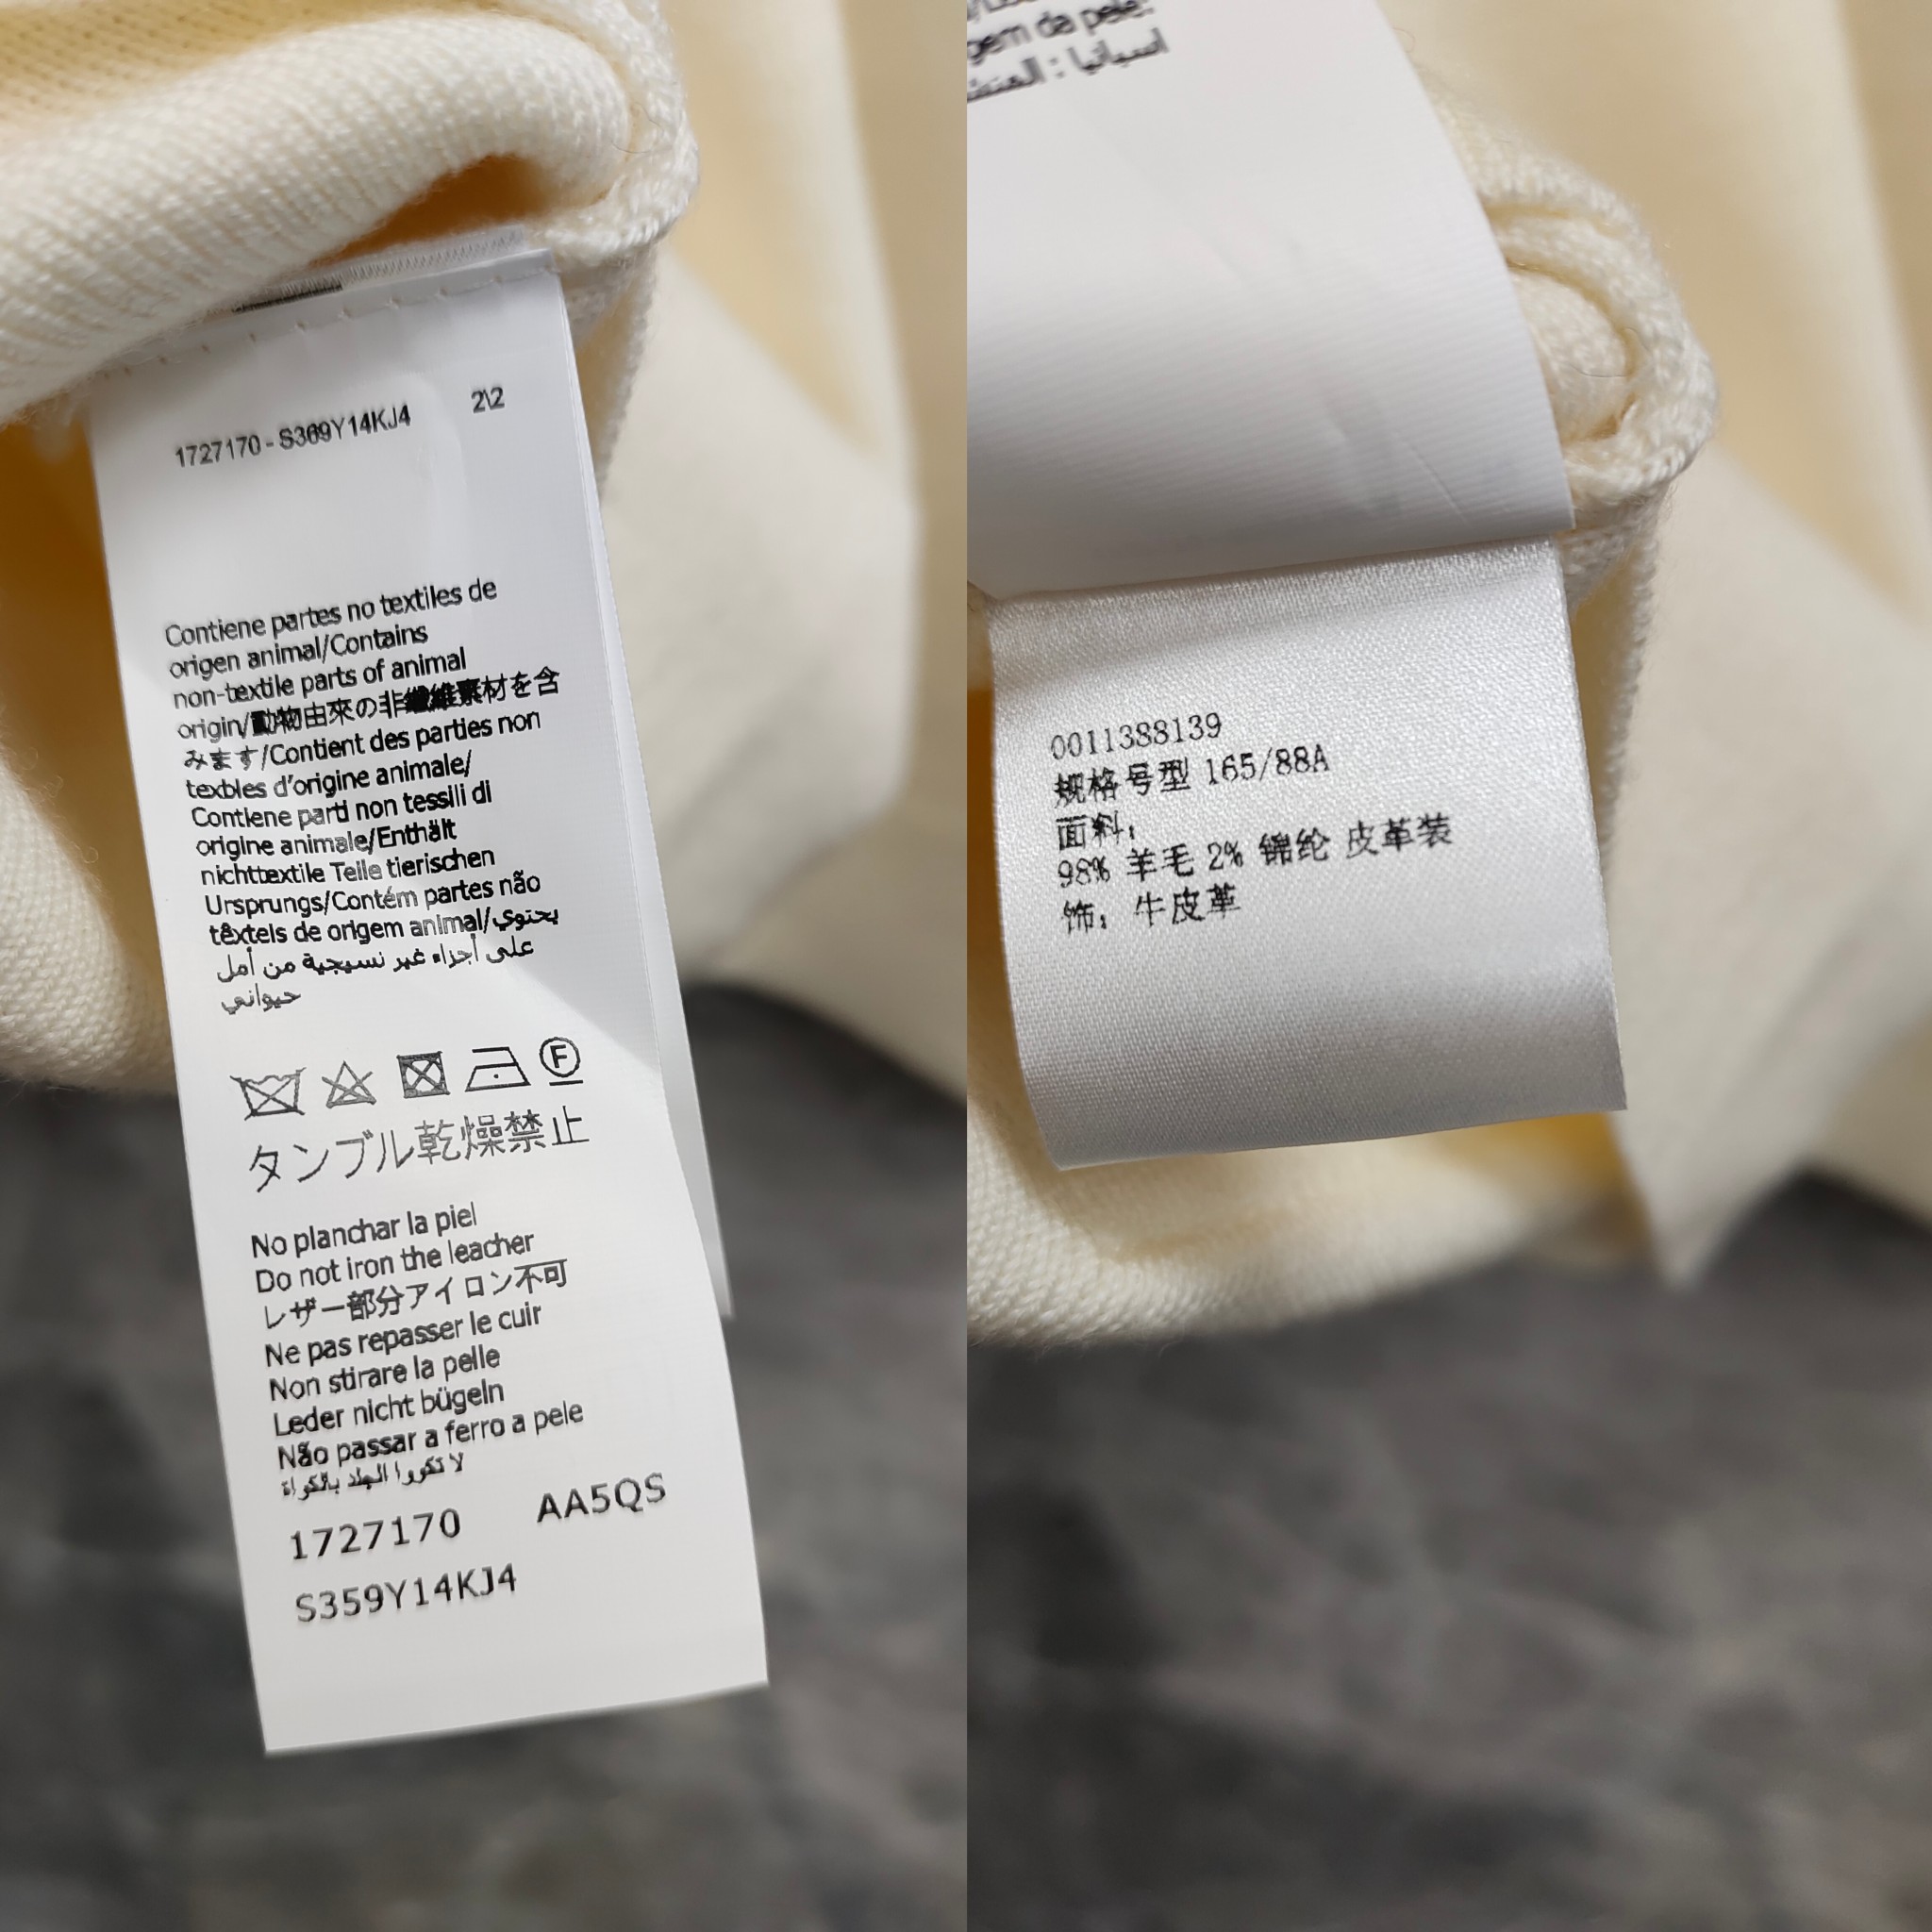 1727170 - S369Y14KJ4
2\2
Contiene partes no textiles de
origen animal/Contains
non-textile parts of animal
origin/動物由來の非繊維素材を含
みます/Contient des parties non
texbles d'origine animale/
Contlene parti non tessili di
origlne animale/Enthält
nichttextile Teile tierischen
Ursprungs/Contém partes não
têxteis de origem animal/يحتوي
على أجزاء غير نسيجية من أمل
حيواني
F
タンブル乾燥禁止
No planchar la piel
Do not iron the leacher
レザー部分アイロン不可
Ne pas repasser le cuir
Non stirare la pelle
Leder nicht bügeln
Não passar a ferro a pele
لا تكووا الجلد بالكواة
1727170 AA5QS
S359Y14KJ4
gem da pele:
اسبانيا : المنشأ
0011388139
规格号型 165/88A
面料：
98% 羊毛 2% 锦纶 皮革装
饰：牛皮革